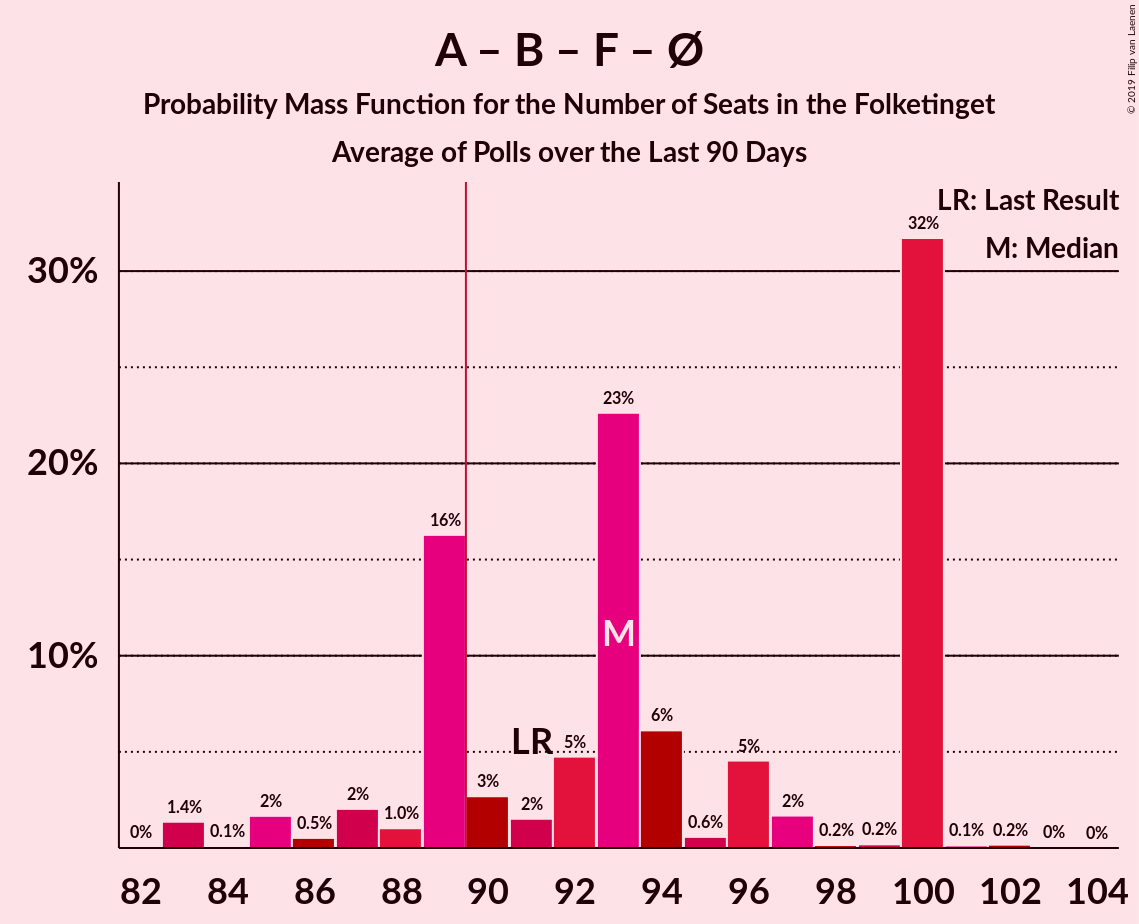 A – B – F – Ø
Probability Mass Function for the Number of Seats in the Folketinget
Average of Polls over the Last 90 Days
© 2019 Filip van Laenen
LR: Last Result
M: Median
30%
20%
10%
0%
1.4%
0.1%
2%
0.5%
2%
1.0%
16%
3%
2%
LR
5%
23%
M
6%
0.6%
5%
2%
0.2%
0.2%
32%
0.1%
0.2%
0%
0%
82 84 86 88 90 92 94 96 98 100 102 104